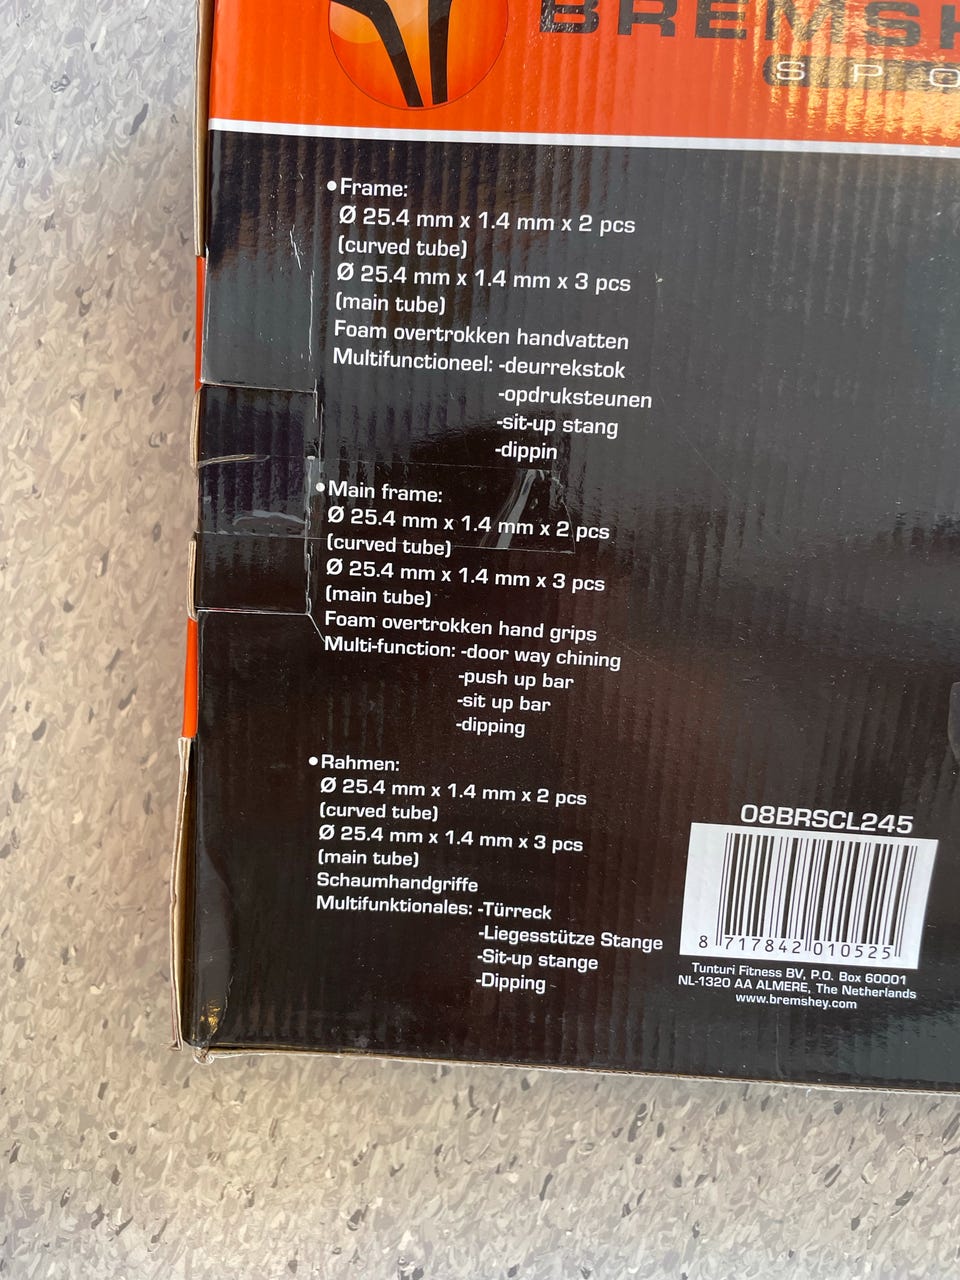 BREMSH
SPO
•Frame:
Ø 25.4 mm x 1.4 mm x 2 pcs
(curved tube)
Ø 25.4 mm x 1.4 mm x 3 pcs
(main tube)
Foam overtrokken handvatten
Multifunctioneel: -deurrekstok
-opdruksteunen
-sit-up stang
-dippin
•Main frame:
Ø 25.4 mm x 1.4 mm x 2 pcs
(curved tube)
Ø 25.4 mm x 1.4 mm x 3 pcs
(main tube)
Foam overtrokken hand grips
Multi-function: -door way chining
-push up bar
-sit up bar
-dipping
•Rahmen:
Ø 25.4 mm x 1.4 mm x 2 pcs
(curved tube)
Ø 25.4 mm x 1.4 mm x 3 pcs
(main tube)
Schaumhandgriffe
Multifunktionales: -Türreck
-Liegesstütze Stange
-Sit-up stange
-Dipping
08BRSCL245
8 717842 010525
Tunturi Fitness BV, P.O. Box 60001
NL-1320 AA ALMERE, The Netherlands
www.bremshey.com